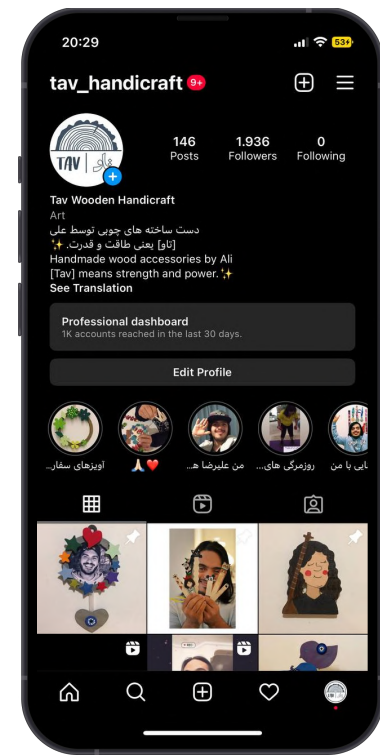 20:29
53
tav_handicraft 9+
TAV | تاو
146 1.936 0
Posts Followers Following
Tav Wooden Handicraft
Art
دست ساخته های چوبی توسط علی
[تاو] یعنی طاقت و قدرت.
Handmade wood accessories by Ali
[Tav] means strength and power.
See Translation
Professional dashboard
1K accounts reached in the last 30 days.
Edit Profile
آویزهای سفار... من علیرضا هـ... روزمرگی های... ـایی با من